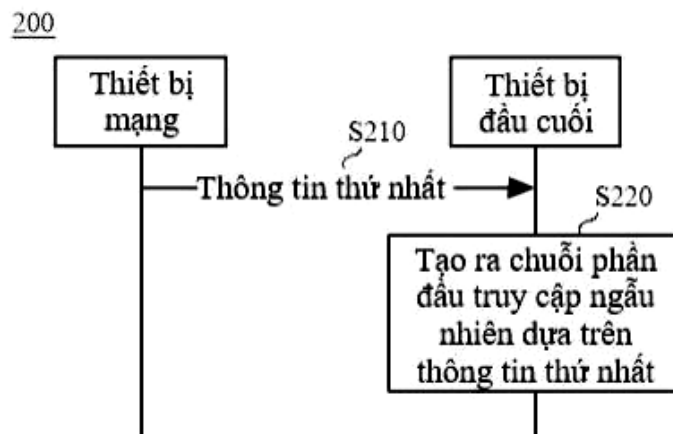 200
Thiết bị
mạng
Thiết bị
đầu cuối
S210
Thông tin thứ nhất
S220
Tạo ra chuỗi phần
đầu truy cập ngẫu
nhiên dựa trên
thông tin thứ nhất